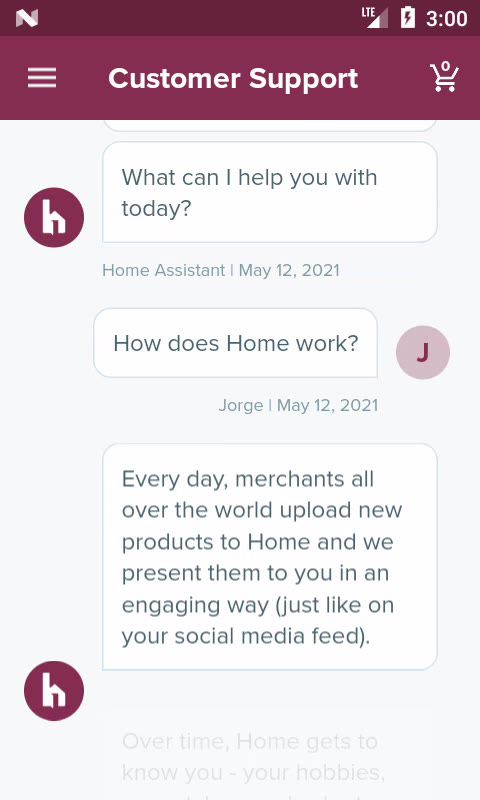 LTE 3:00
Customer Support
0
What can I help you with
today?
h
Home Assistant | May 12, 2021
How does Home work?
J
Jorge | May 12, 2021
Every day, merchants all
over the world upload new
products to Home and we
present them to you in an
engaging way (just like on
your social media feed).
h
Over time, Home gets to
know you - your hobbies,